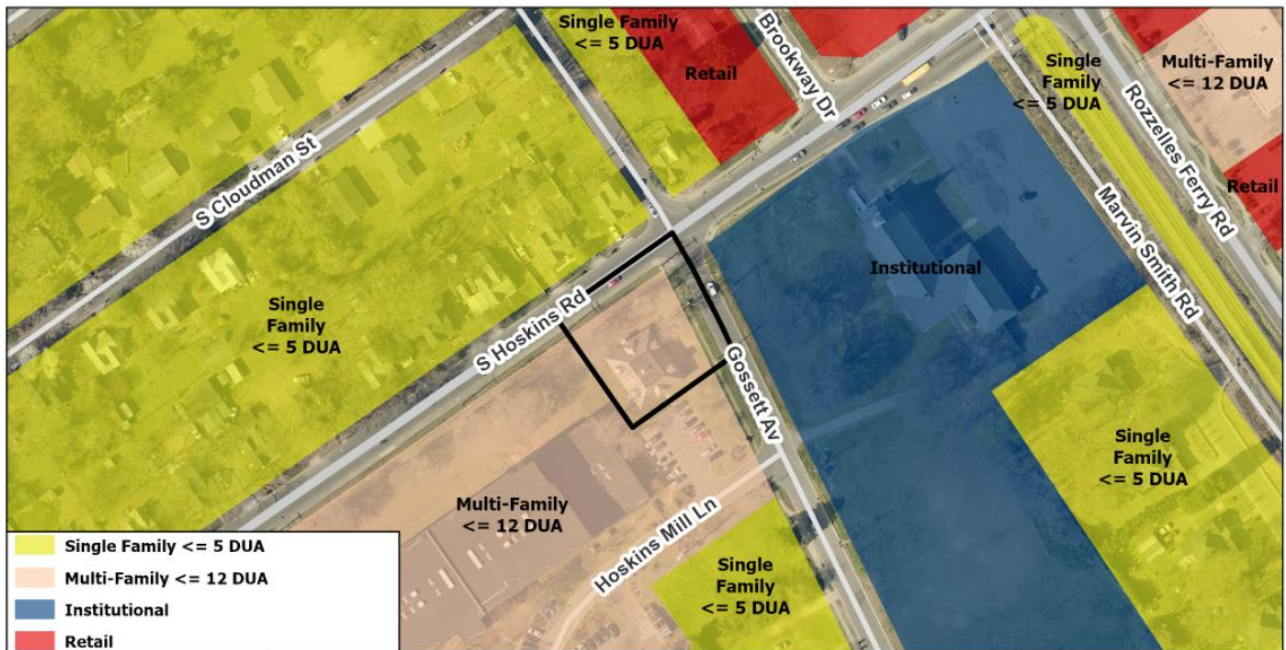 Single Family
<= 5 DUA
Brookway Dr
Retail
Single
Family
<= 5 DUA
Multi-Family
<= 12 DUA
Rozzelles Ferry Rd
Retail
S Cloudman St
Marvin Smith Rd
Institutional
Single
Family
<= 5 DUA
S Hoskins Rd
Gossett Av
Single
Family
<= 5 DUA
Multi-Family
<= 12 DUA
Hoskins Mill Ln
Single
Family
<= 5 DUA
Single Family <= 5 DUA
Multi-Family <= 12 DUA
Institutional
Retail